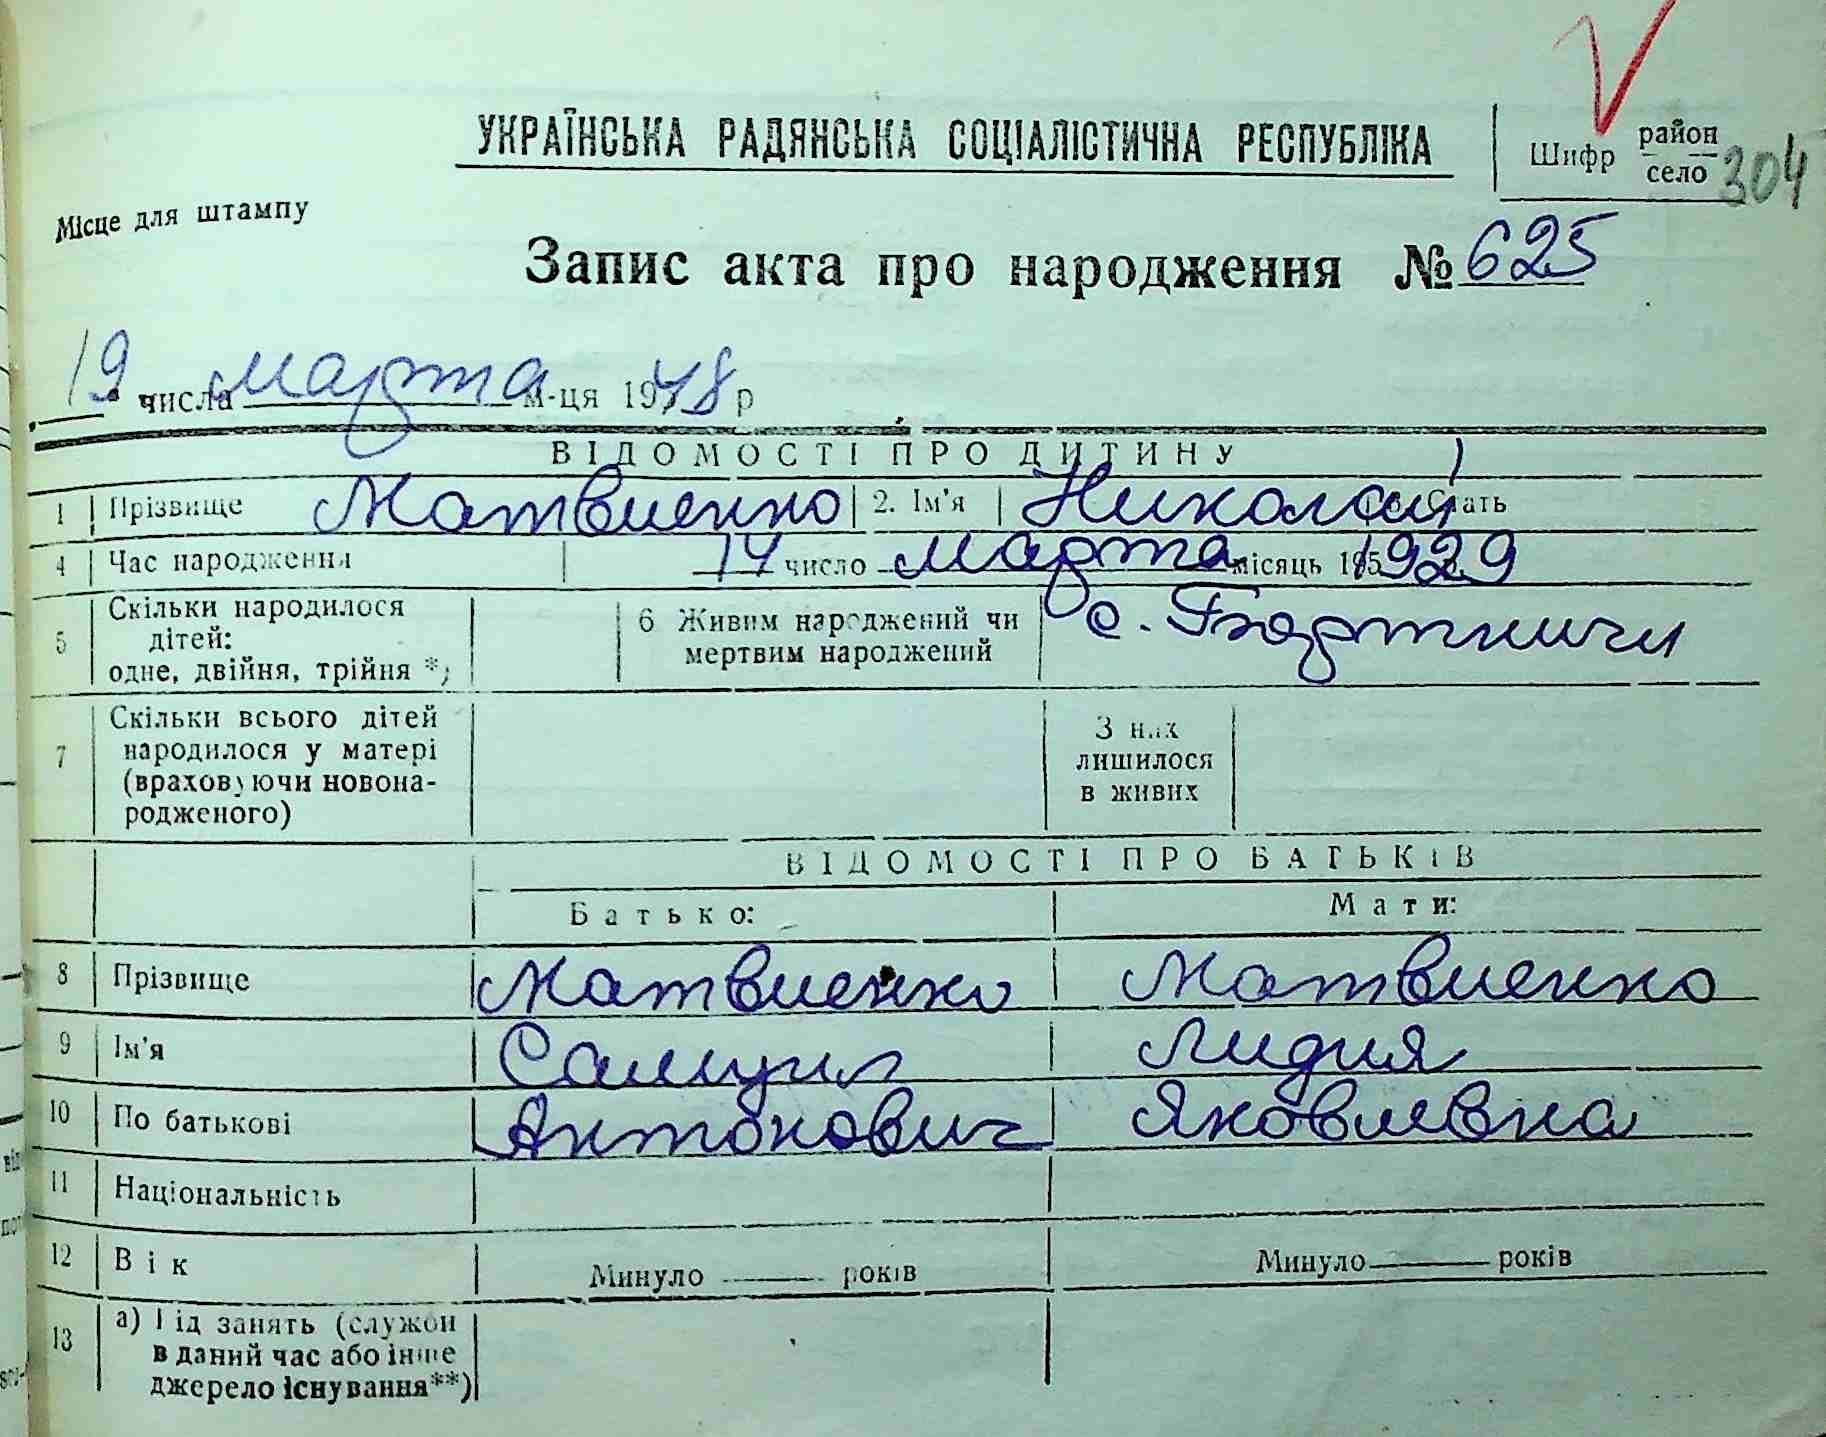 УКРАЇНСЬКА РАДЯНСЬКА СОЦІАЛІСТИЧНА РЕСПУБЛІКА
Шифр район село 304
Місце для штампу
Запис акта про народження № 625
19 числа марта м-ця 1948 р
ВІДОМОСТІ ПРО ДИТИНУ
1 Прізвище Матвиенко 2. Ім'я Николай Стать
4 Час народження 14 число марта місяць 195 1929
5 Скільки народилося дітей: одне, двійня, трійня *) 6 Живим народжений чи мертвим народжений с. Бортничи
7 Скільки всього дітей народилося у матері (враховуючи новонародженого) З них лишилося в живих
ВІДОМОСТІ ПРО БАТЬКІВ
Батько: Мати:
8 Прізвище Матвиенко Матвиенко
9 Ім'я Самуил Лидия
10 По батькові Антонович Яковлевна
11 Національність
12 Вік Минуло ——— років Минуло ——— років
13 а) Рід занять (служби
в даний час або інше
джерело існування**)